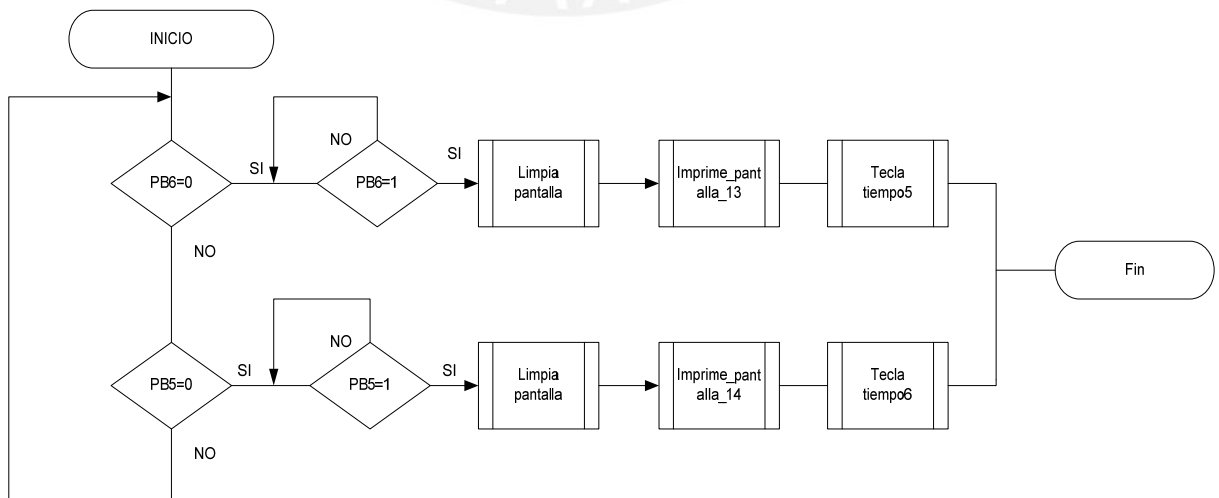 INICIO
PB6=0
SI
NO
PB6=1
SI
Limpia
pantalla
Imprime_pant
alla_13
Tecla
tiempo5
NO
Fin
PB5=0
SI
NO
PB5=1
SI
Limpia
pantalla
Imprime_pant
alla_14
Tecla
tiempo6
NO